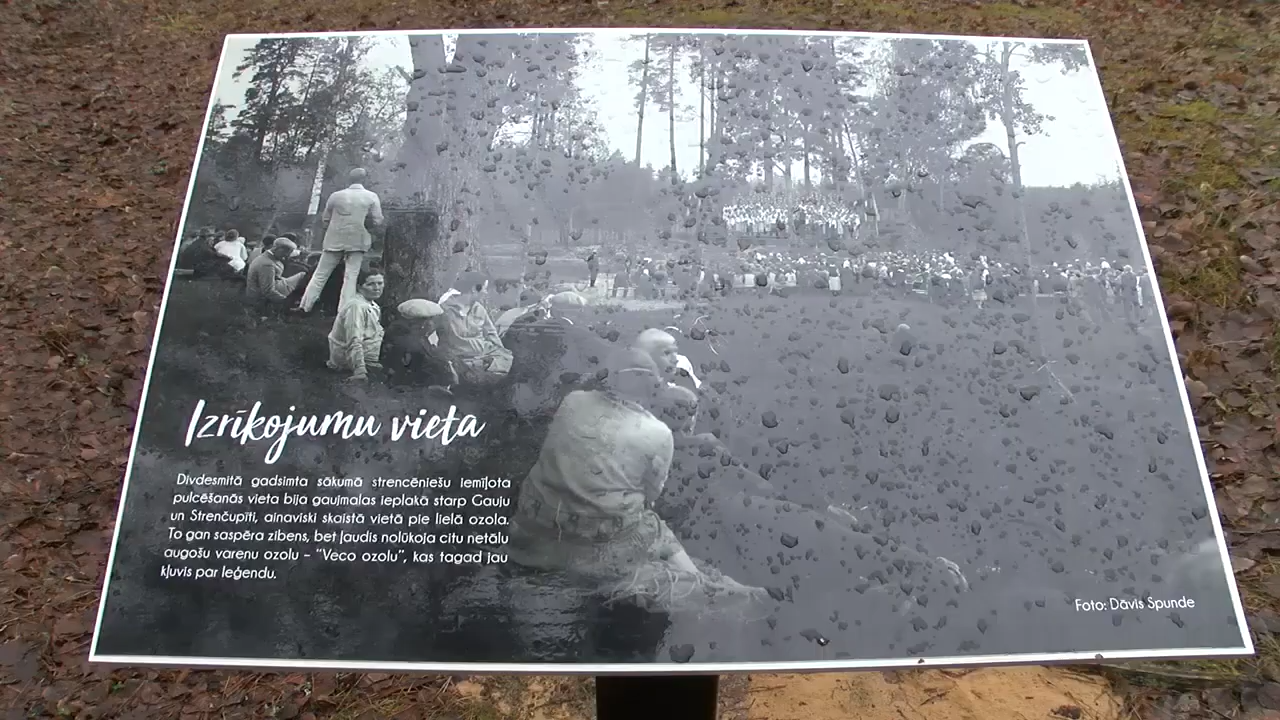 Izrīkojumu vieta
Divdesmitā gadsimta sākumā strencēniešu iemīļota
pulcēšanās vieta bija gaujmalas ieplakā starp Gauju
un Strenčupīti, ainaviski skaistā vietā pie lielā ozola.
To gan saspēra zibens, bet ļaudis nolūkoja citu netālu
augošu varenu ozolu – “Veco ozolu”, kas tagad jau
kļuvis par leģendu.
Foto: Dāvis Spunde